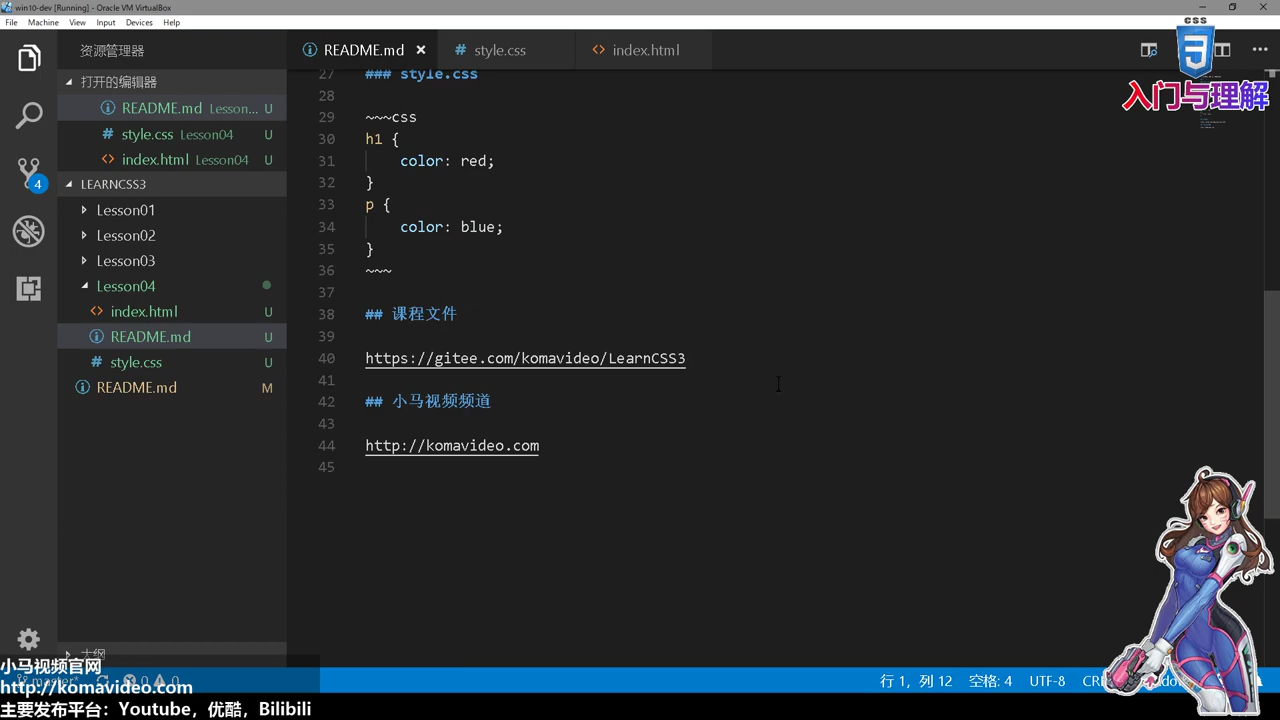 win10-dev [Running] - Oracle VM VirtualBox
File Machine View Input Devices Help
资源管理器
README.md
style.css
index.html
css
入门与理解
打开的编辑器
README.md Lesson... U
style.css Lesson04 U
index.html Lesson04 U
4
LEARNCSS3
Lesson01
Lesson02
Lesson03
Lesson04
index.html U
README.md U
style.css U
README.md M
大纲
27 ### style.css
28
29 ~~~css
30 h1 {
31 color: red;
32 }
33 p {
34 color: blue;
35 }
36 ~~~
37
38 ## 课程文件
39
40 https://gitee.com/komavideo/LearnCSS3
41
42 ## 小马视频频道
43
44 http://komavideo.com
45
master* 0 0
行 1，列 12 空格: 4 UTF-8
小马视频官网
http://komavideo.com
主要发布平台：Youtube，优酷，Bilibili